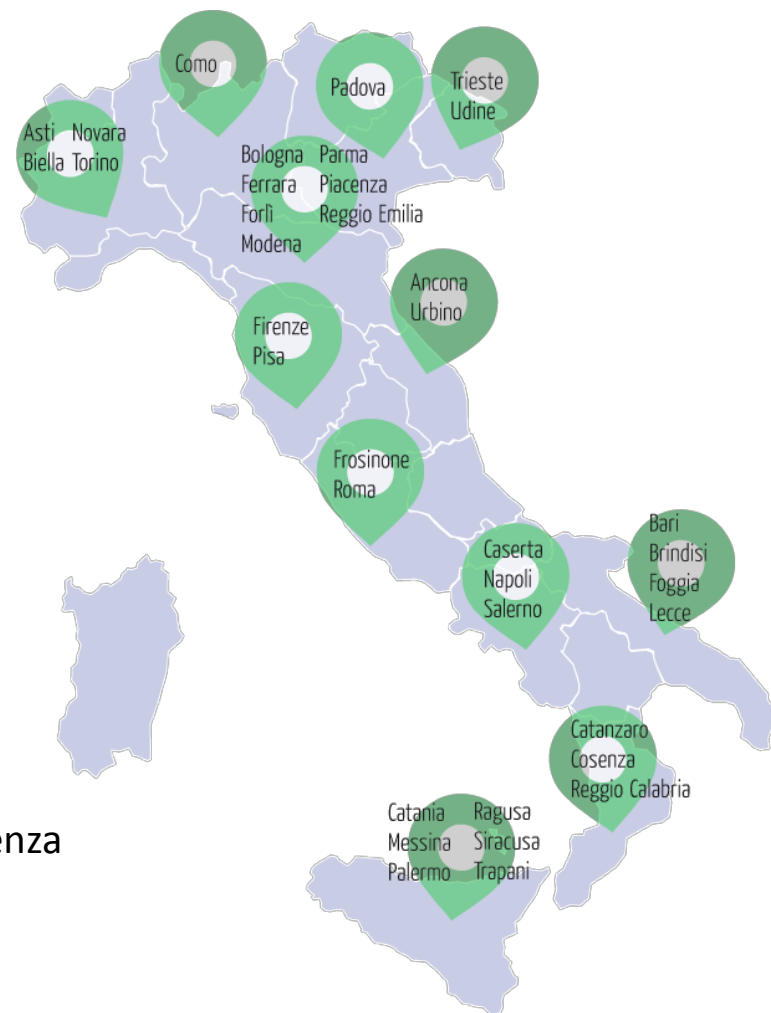 Como
Padova
Trieste
Udine
Asti Novara
Biella Torino
Bologna Parma
Ferrara Piacenza
Forlì Reggio Emilia
Modena
Ancona
Urbino
Firenze
Pisa
Frosinone
Roma
Caserta
Napoli
Salerno
Bari
Brindisi
Foggia
Lecce
Catanzaro
Cosenza
Reggio Calabria
Catania Ragusa
Messina Siracusa
Palermo Trapani
enza